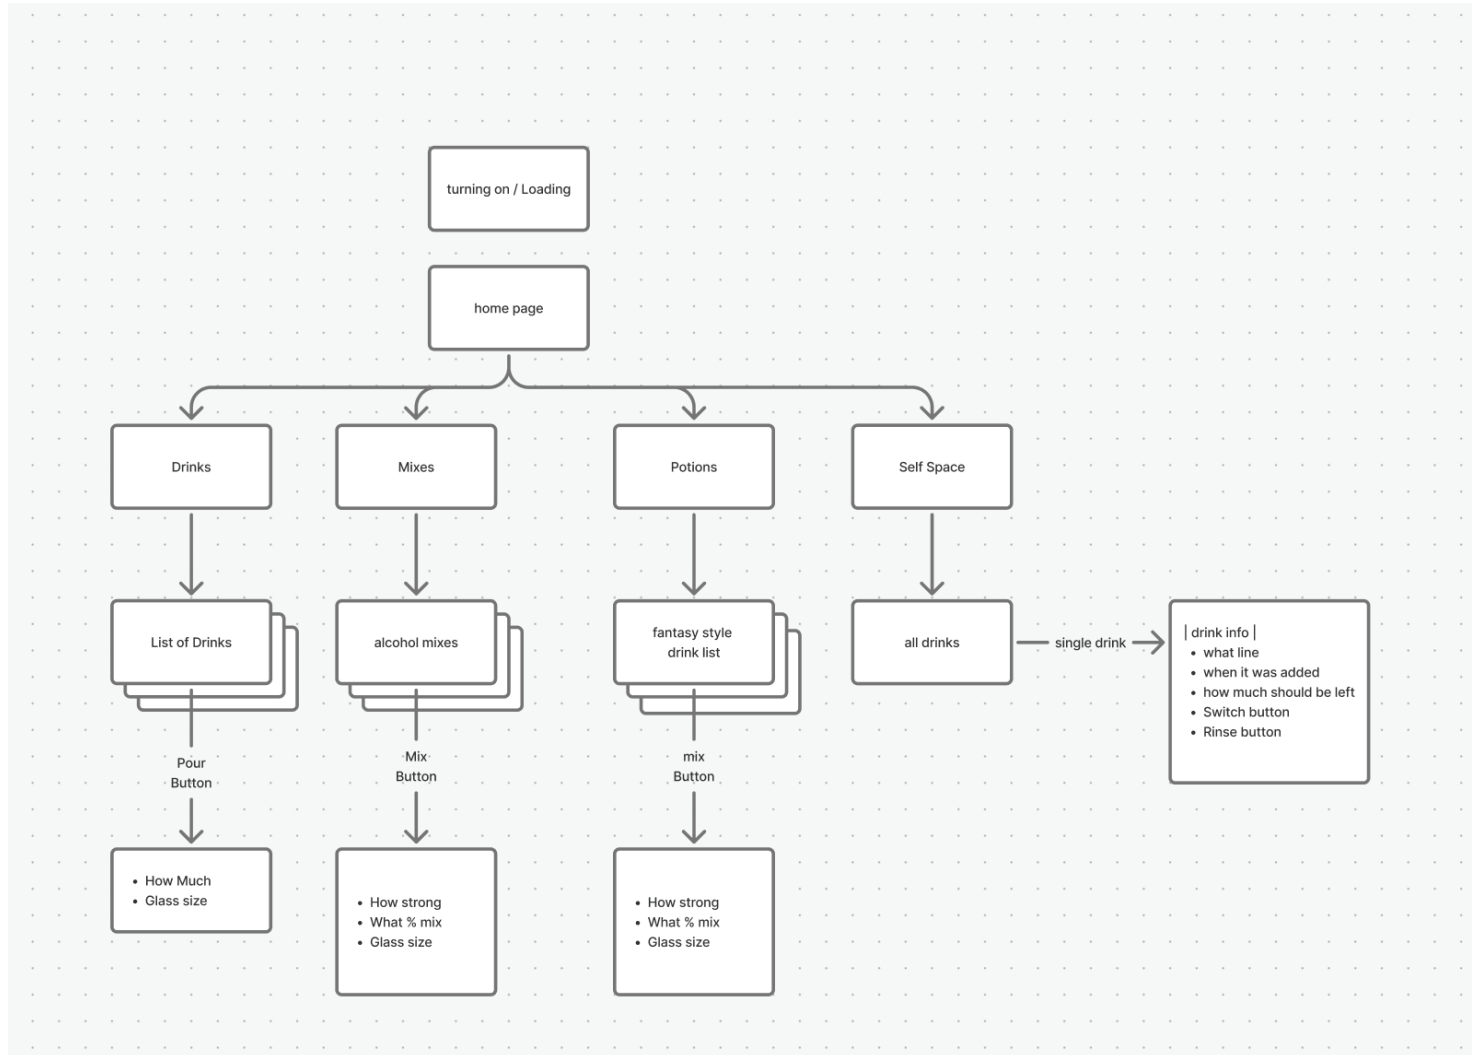 turning on / Loading
home page
Drinks
Mixes
Potions
Self Space
List of Drinks
alcohol mixes
fantasy style
drink list
all drinks
single drink
| drink info |
• what line
• when it was added
• how much should be left
• Switch button
• Rinse button
Pour
Button
Mix
Button
mix
Button
• How Much
• Glass size
• How strong
• What % mix
• Glass size
• How strong
• What % mix
• Glass size